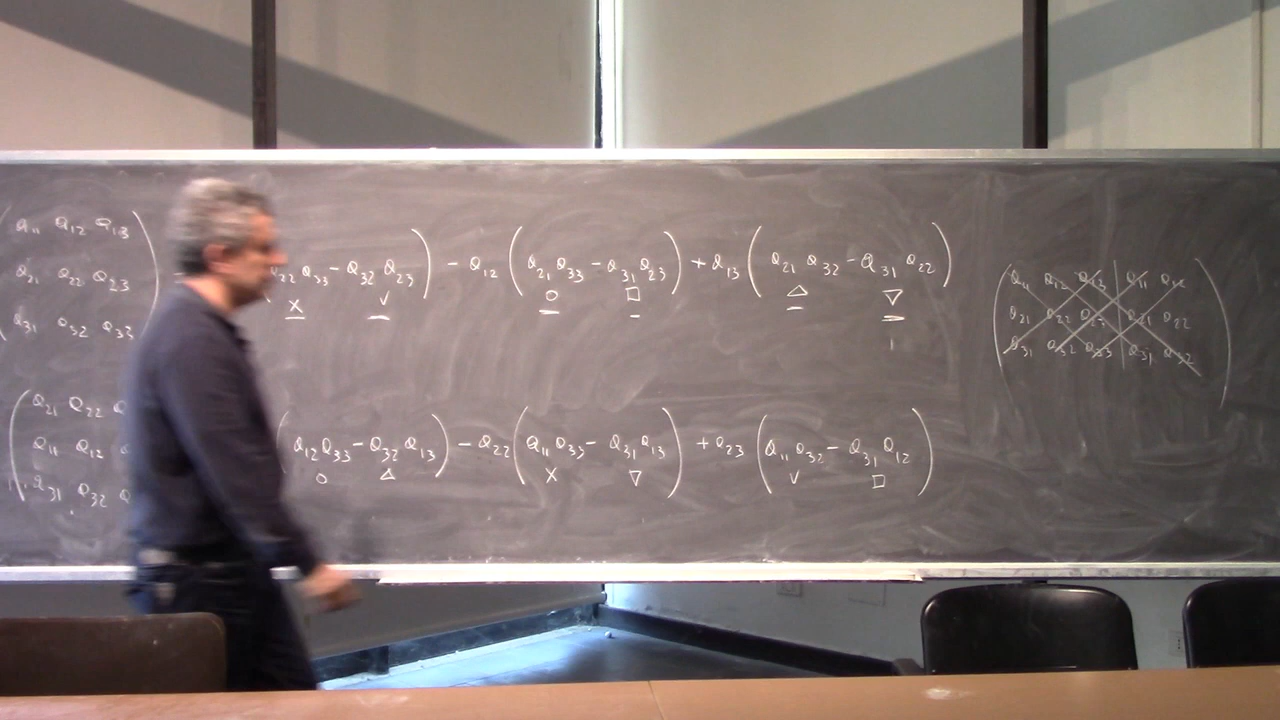 ( a₁₁ a₁₂ a₁₃ )
( a₂₁ a₂₂ a₂₃ )
( a₃₁ a₃₂ a₃₃ )
a₂₂ a₃₃ − a₃₂ a₂₃ ) − a₁₂ ( a₂₁ a₃₃ − a₃₁ a₂₃ ) + a₁₃ ( a₂₁ a₃₂ − a₃₁ a₂₂ )
× ∨ ○ □ △ ▽
( a₁₁ a₁₂ a₁₃ | a₁₁ a₁₂ )
( a₂₁ a₂₂ a₂₃ | a₂₁ a₂₂ )
( a₃₁ a₃₂ a₃₃ | a₃₁ a₃₂ )
( a₂₁ a₂₂ a
( a₁₁ a₁₂
( a₃₁ a₃₂ a
( a₁₂ a₃₃ − a₃₂ a₁₃ ) − a₂₂ ( a₁₁ a₃₃ − a₃₁ a₁₃ ) + a₂₃ ( a₁₁ a₃₂ − a₃₁ a₁₂ )
○ △ × ▽ ∨ □